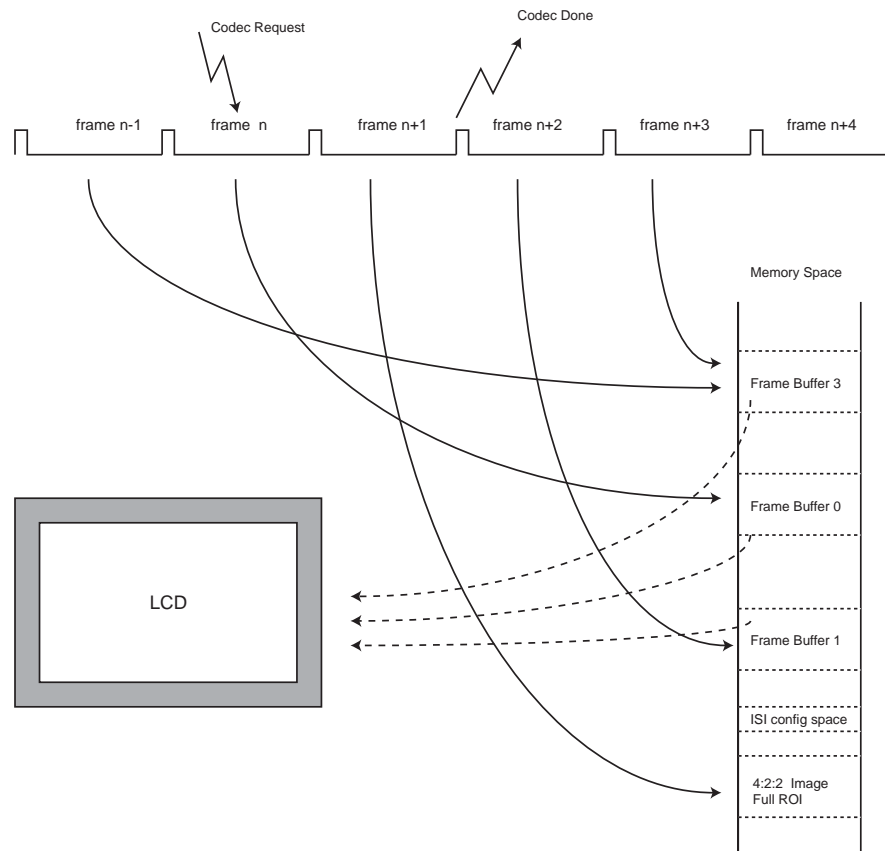 Codec Request
Codec Done
frame n-1
frame n
frame n+1
frame n+2
frame n+3
frame n+4
Memory Space
Frame Buffer 3
Frame Buffer 0
LCD
Frame Buffer 1
ISI config space
4:2:2 Image
Full ROI